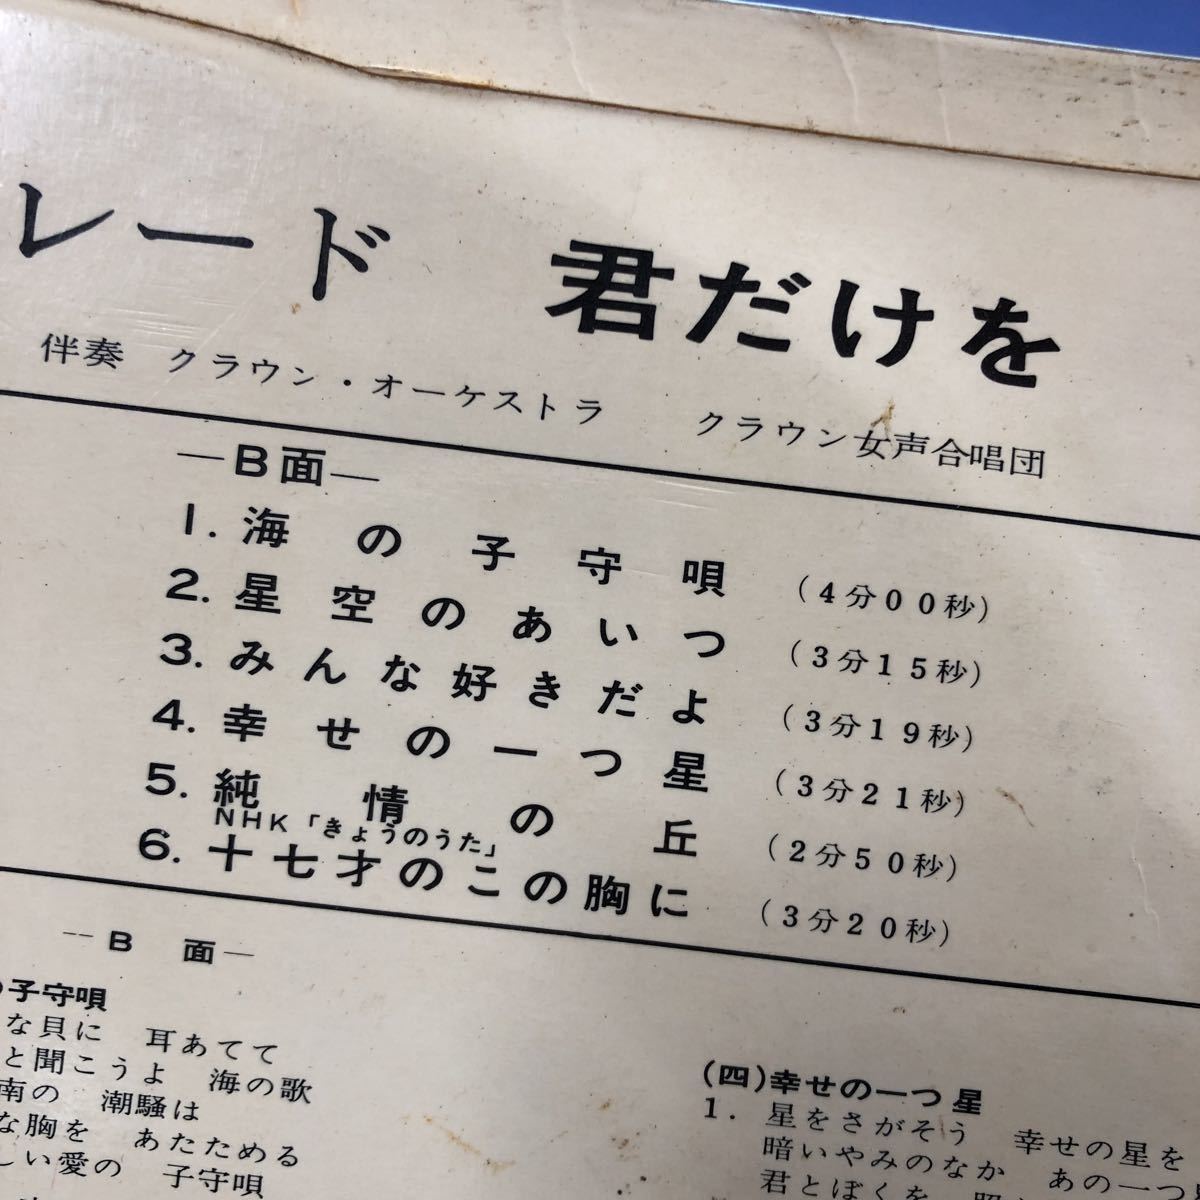 レード 君だけを
伴奏 クラウン・オーケストラ クラウン女声合唱団
―B面―
1. 海の子守唄 (4分00秒)
2. 星空のあいつ (3分15秒)
3. みんな好きだよ (3分19秒)
4. 幸せの一つ星 (3分21秒)
5. 純情の丘 (2分50秒)
NHK「きょうのうた」
6. 十七才のこの胸に (3分20秒)
―B 面―
の子守唄
な貝に 耳あてて
と聞こうよ 海の歌
南の 潮騒は
な胸を あたためる
しい愛の 子守唄
(四)幸せの一つ星
1. 星をさがそう 幸せの星を
暗いやみのなか あの一つ
君とぼくを